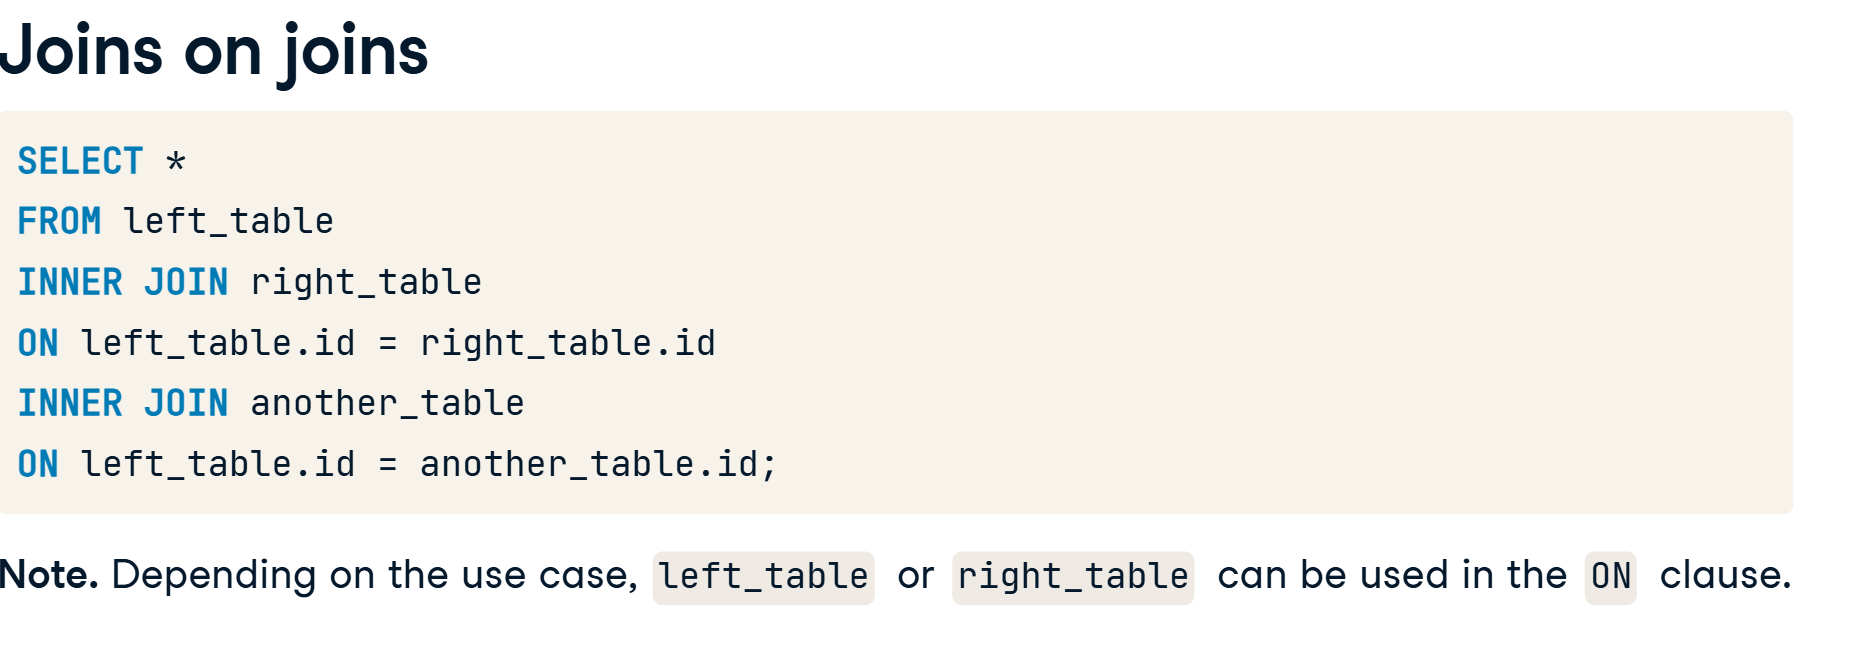 Joins on joins
SELECT *
FROM left_table
INNER JOIN right_table
ON left_table.id = right_table.id
INNER JOIN another_table
ON left_table.id = another_table.id;
Note. Depending on the use case, left_table or right_table can be used in the ON clause.